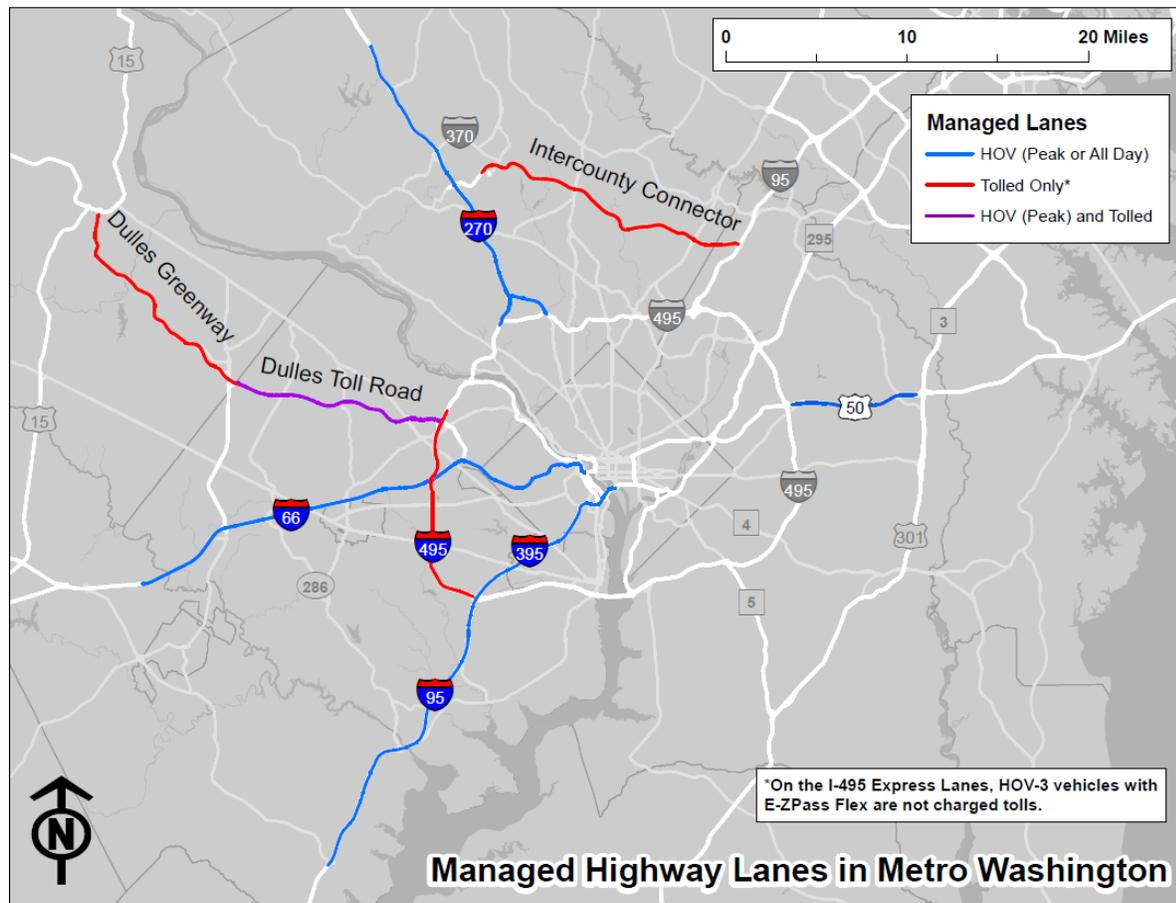 0 10 20 Miles
Managed Lanes
HOV (Peak or All Day)
Tolled Only*
HOV (Peak) and Tolled
15
370
Intercounty Connector
95
270
295
Dulles Greenway
495
3
Dulles Toll Road
50
15
495
66
4
495
395
301
286
5
95
*On the I-495 Express Lanes, HOV-3 vehicles with
E-ZPass Flex are not charged tolls.
N
Managed Highway Lanes in Metro Washington